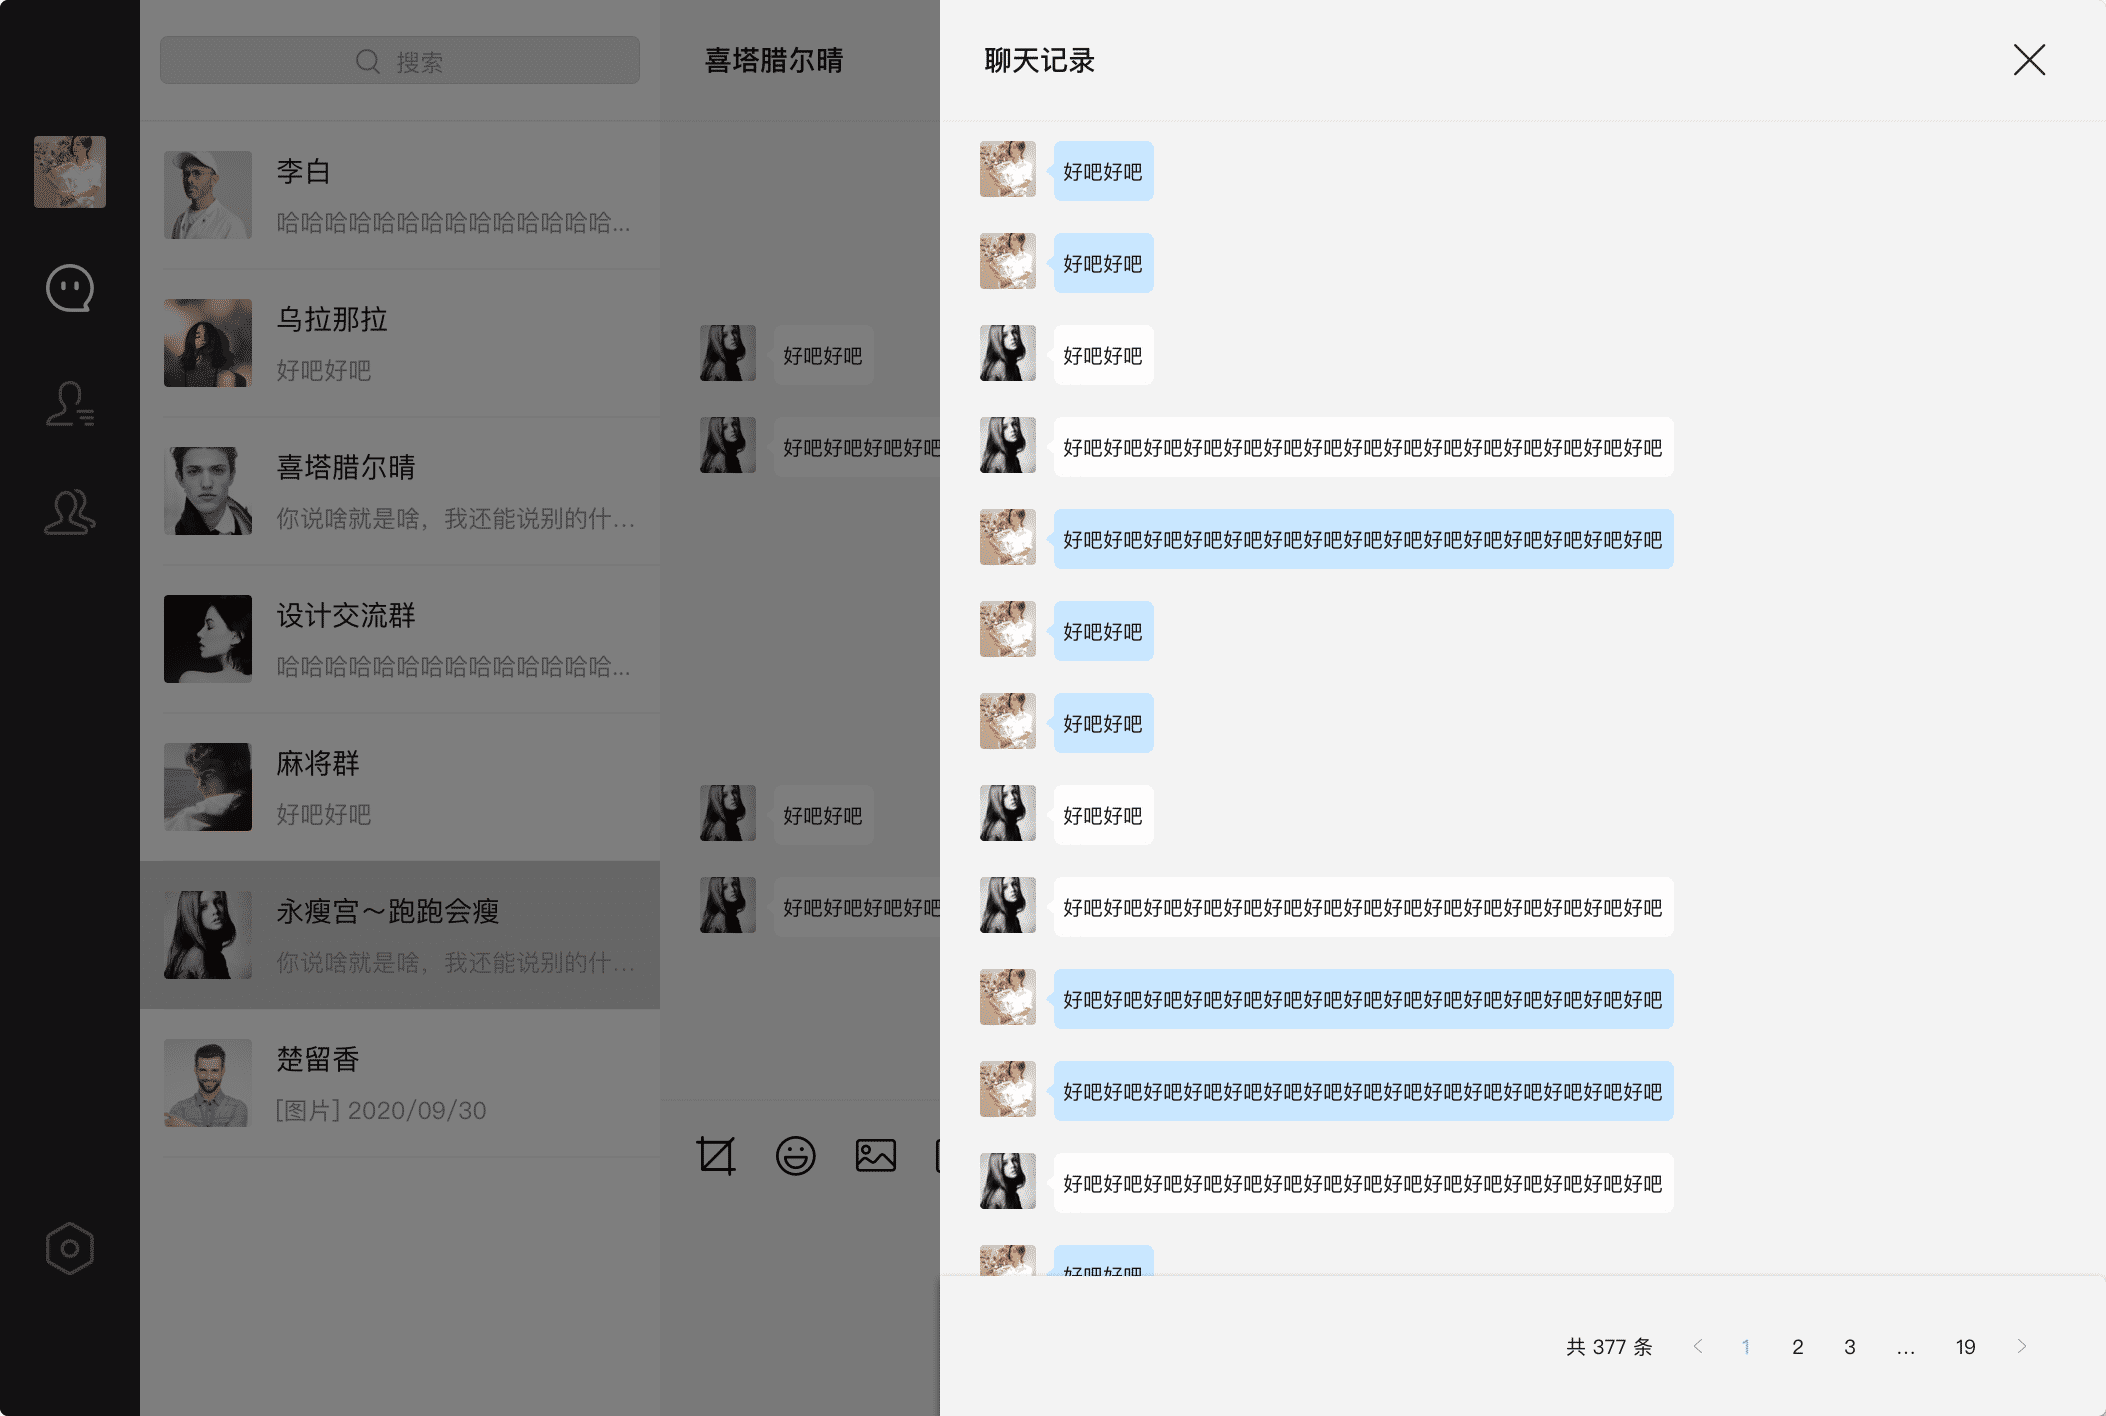 搜索
李白
哈哈哈哈哈哈哈哈哈哈哈哈哈哈...
乌拉那拉
好吧好吧
喜塔腊尔晴
你说啥就是啥，我还能说别的什...
设计交流群
哈哈哈哈哈哈哈哈哈哈哈哈哈哈...
麻将群
好吧好吧
永瘦宫～跑跑会瘦
你说啥就是啥，我还能说别的什...
楚留香
[图片] 2020/09/30
喜塔腊尔晴
好吧好吧
好吧好吧好吧好吧
好吧好吧
好吧好吧好吧好吧
聊天记录
好吧好吧
好吧好吧
好吧好吧
好吧好吧好吧好吧好吧好吧好吧好吧好吧好吧好吧好吧好吧好吧好吧
好吧好吧好吧好吧好吧好吧好吧好吧好吧好吧好吧好吧好吧好吧好吧
好吧好吧
好吧好吧
好吧好吧
好吧好吧好吧好吧好吧好吧好吧好吧好吧好吧好吧好吧好吧好吧好吧
好吧好吧好吧好吧好吧好吧好吧好吧好吧好吧好吧好吧好吧好吧好吧
好吧好吧好吧好吧好吧好吧好吧好吧好吧好吧好吧好吧好吧好吧好吧
好吧好吧好吧好吧好吧好吧好吧好吧好吧好吧好吧好吧好吧好吧好吧
好吧好吧
共 377 条 1 2 3 ... 19